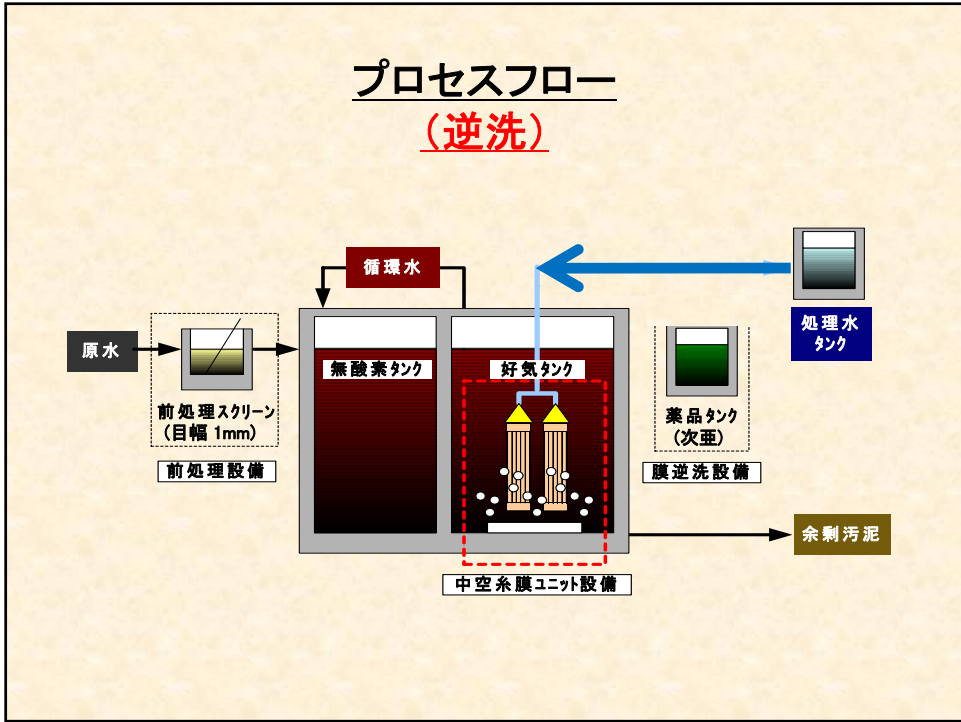 プロセスフロー
（逆洗）
循環水
処理水
タンク
原水
無酸素タンク
好気タンク
前処理スクリーン
（目幅 1mm）
薬品タンク
（次亜）
前処理設備
膜逆洗設備
余剰汚泥
中空糸膜ユニット設備